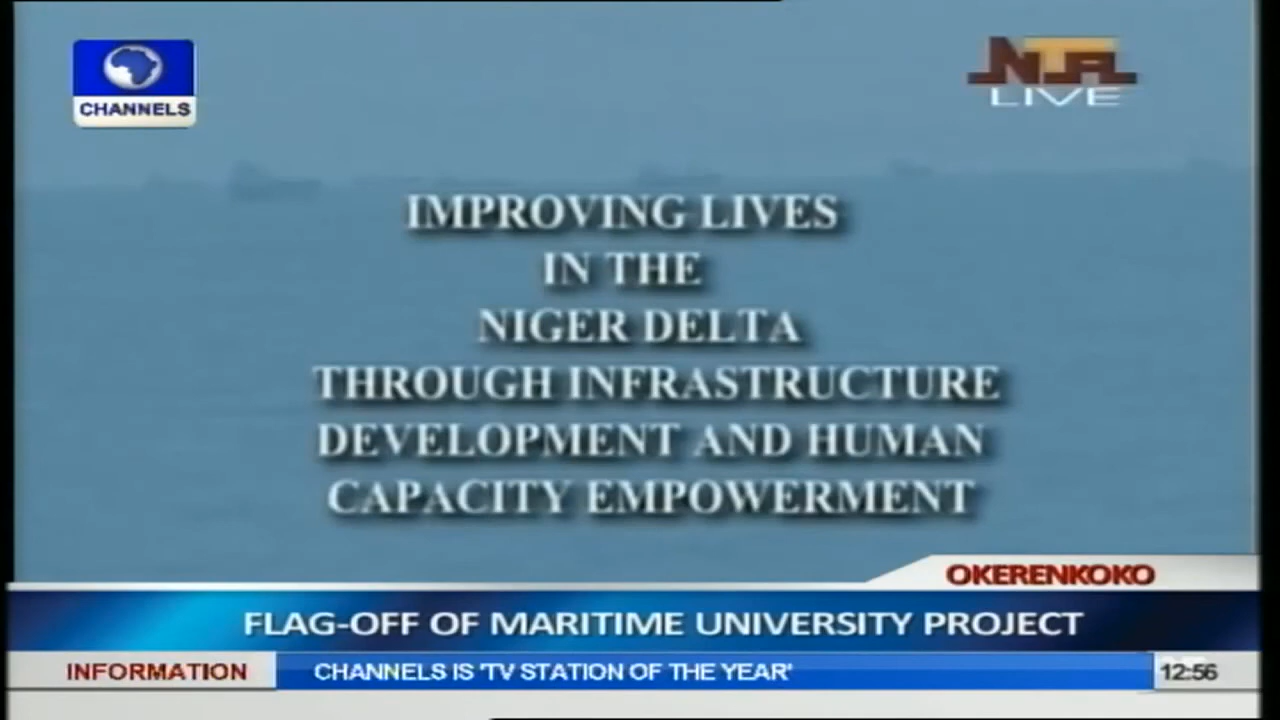 CHANNELS
NTA
LIVE
IMPROVING LIVES
IN THE
NIGER DELTA
THROUGH INFRASTRUCTURE
DEVELOPMENT AND HUMAN
CAPACITY EMPOWERMENT
OKERENKOKO
FLAG-OFF OF MARITIME UNIVERSITY PROJECT
INFORMATION
CHANNELS IS 'TV STATION OF THE YEAR'
12:56